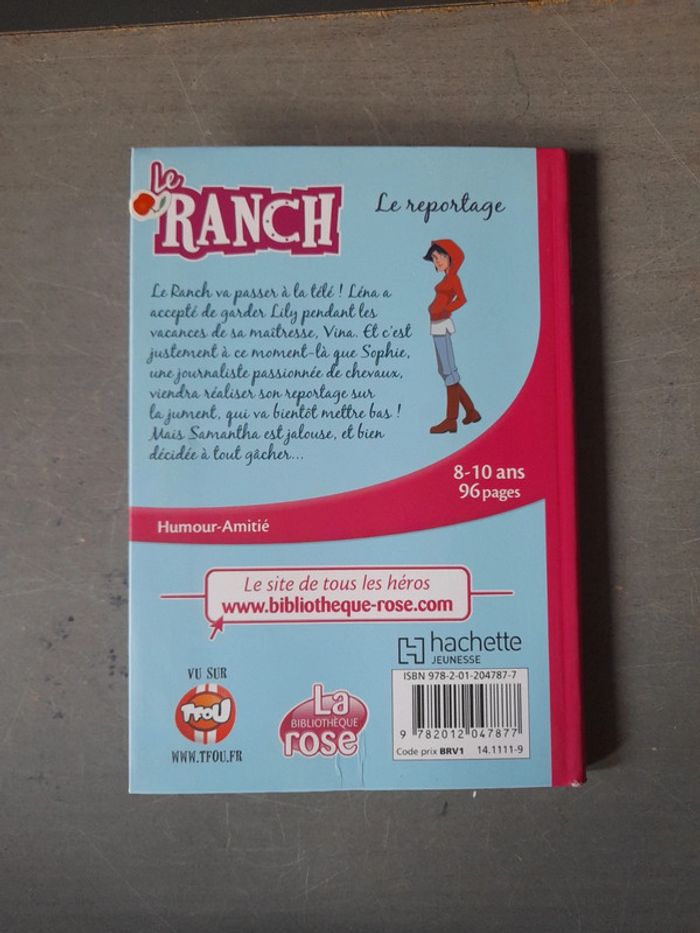 Le
RANCH
Le reportage
Le Ranch va passer à la télé ! Léna a
accepté de garder Lily pendant les
vacances de sa maîtresse, Vina. Et c'est
justement à ce moment-là que Sophie,
une journaliste passionnée de chevaux,
viendra réaliser son reportage sur
la jument, qui va bientôt mettre bas !
Mais Samantha est jalouse, et bien
décidée à tout gâcher...
8-10 ans
96 pages
Humour-Amitié
Le site de tous les héros
www.bibliotheque-rose.com
hachette
JEUNESSE
VU SUR
TFOU
WWW.TFOU.FR
La
BIBLIOTHÈQUE
rose
ISBN 978-2-01-204787-7
9 782012 047877
Code prix BRV1 14.1111-9